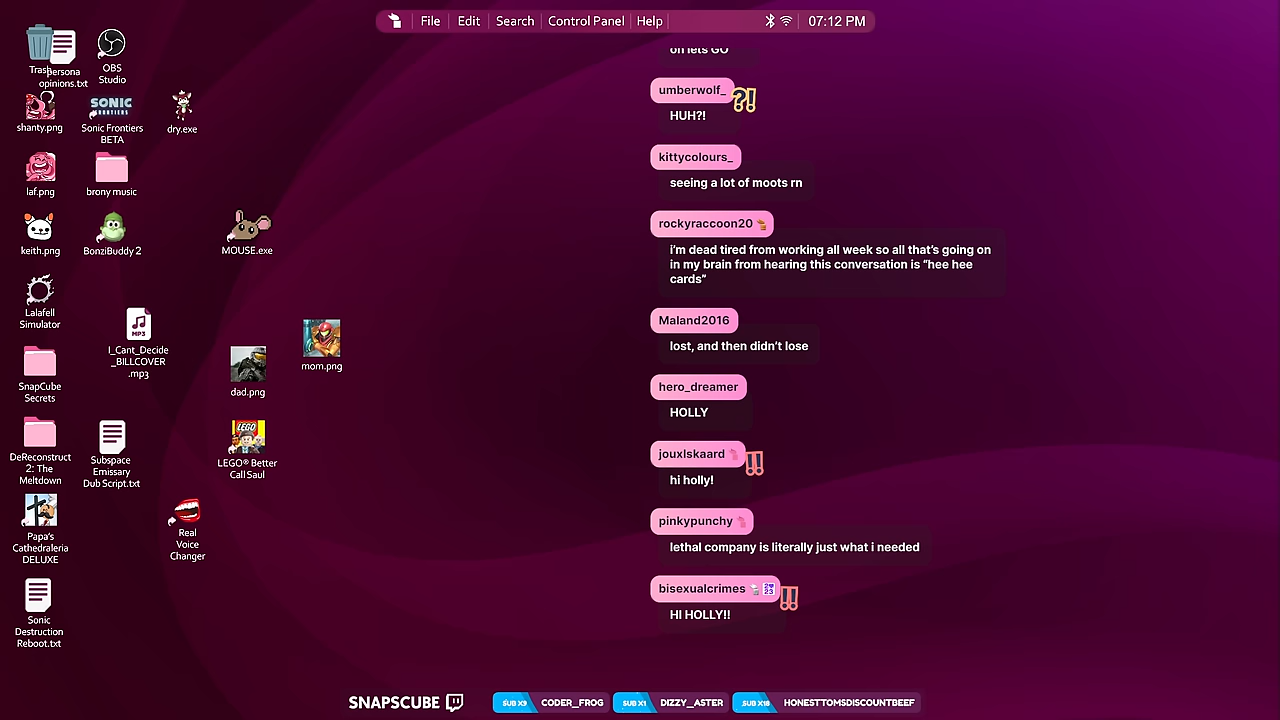 File Edit Search Control Panel Help 07:12 PM
Trash
persona
opinions.txt
OBS
Studio
shanty.png
SONIC
FRONTIERS
Sonic Frontiers
BETA
dry.exe
laf.png
brony music
keith.png
BonziBuddy 2
MOUSE.exe
Lalafell
Simulator
I_Cant_Decide
_BILLCOVER
.mp3
MP3
dad.png
mom.png
SnapCube
Secrets
DeReconstruct
2: The
Meltdown
Subspace
Emissary
Dub Script.txt
LEGO
LEGO® Better
Call Saul
Papa's
Cathedraleria
DELUXE
Real
Voice
Changer
Sonic
Destruction
Reboot.txt
oh lets GO
umberwolf_
HUH?!
kittycolours_
seeing a lot of moots rn
rockyraccoon20
i'm dead tired from working all week so all that's going on
in my brain from hearing this conversation is "hee hee
cards"
Maland2016
lost, and then didn't lose
hero_dreamer
HOLLY
jouxlskaard
hi holly!
pinkypunchy
lethal company is literally just what i needed
bisexualcrimes
HI HOLLY!!
SNAPSCUBE
SUB X9 CODER_FROG SUB X1 DIZZY_ASTER SUB X18 HONESTTOMSDISCOUNTBEEF